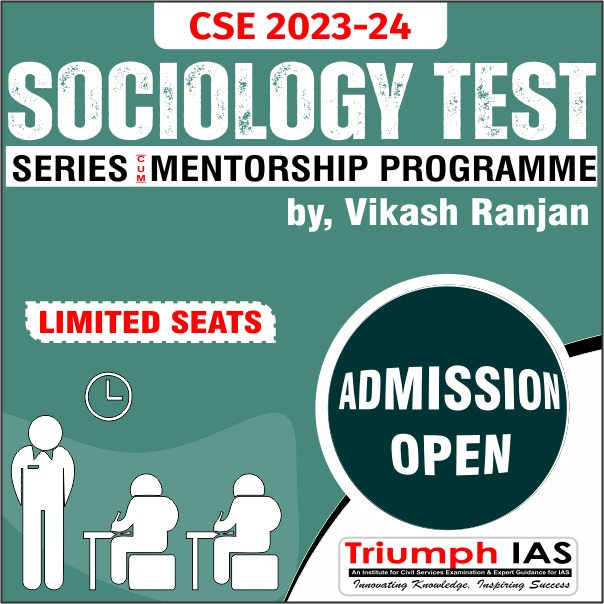 CSE 2023-24
SOCIOLOGY TEST
SERIES CUM MENTORSHIP PROGRAMME
by, Vikash Ranjan
LIMITED SEATS
ADMISSION
OPEN
Triumph IAS
An Institute for Civil Services Examination & Expert Guidance for IAS
Innovating Knowledge, Inspiring Success